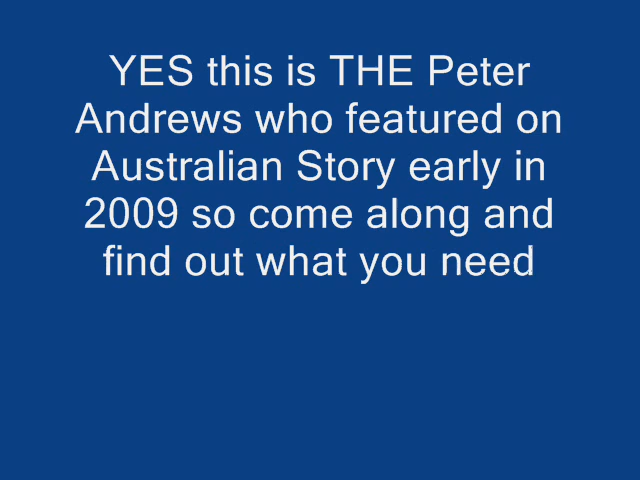 YES this is THE Peter
Andrews who featured on
Australian Story early in
2009 so come along and
find out what you need